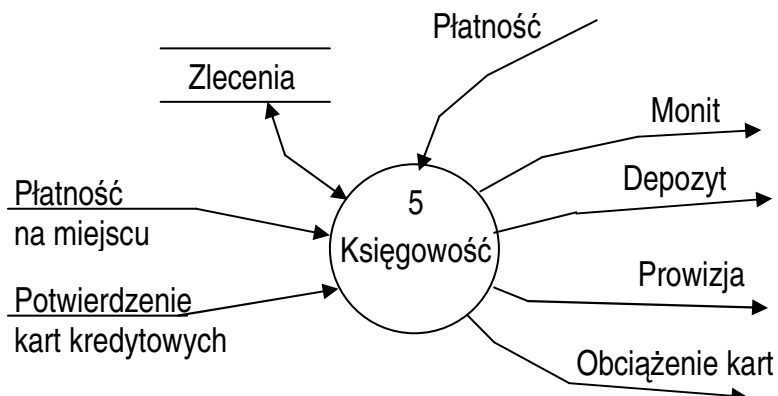 Płatność
Zlecenia
Monit
Depozyt
Płatność
na miejscu
5
Księgowość
Prowizja
Potwierdzenie
kart kredytowych
Obciążenie kart